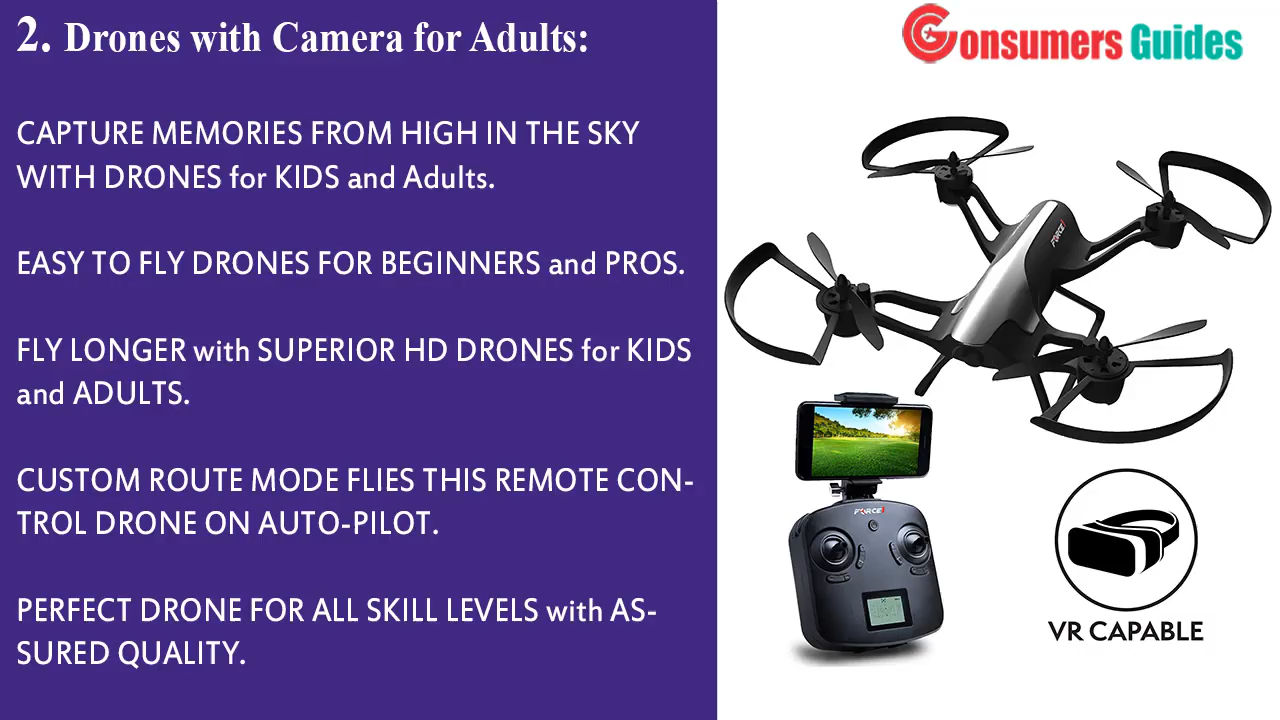 2. Drones with Camera for Adults:
CAPTURE MEMORIES FROM HIGH IN THE SKY
WITH DRONES for KIDS and Adults.
EASY TO FLY DRONES FOR BEGINNERS and PROS.
FLY LONGER with SUPERIOR HD DRONES for KIDS
and ADULTS.
CUSTOM ROUTE MODE FLIES THIS REMOTE CON-
TROL DRONE ON AUTO-PILOT.
PERFECT DRONE FOR ALL SKILL LEVELS with AS-
SURED QUALITY.
Consumers Guides
FORCE1
FORCE1
VR CAPABLE